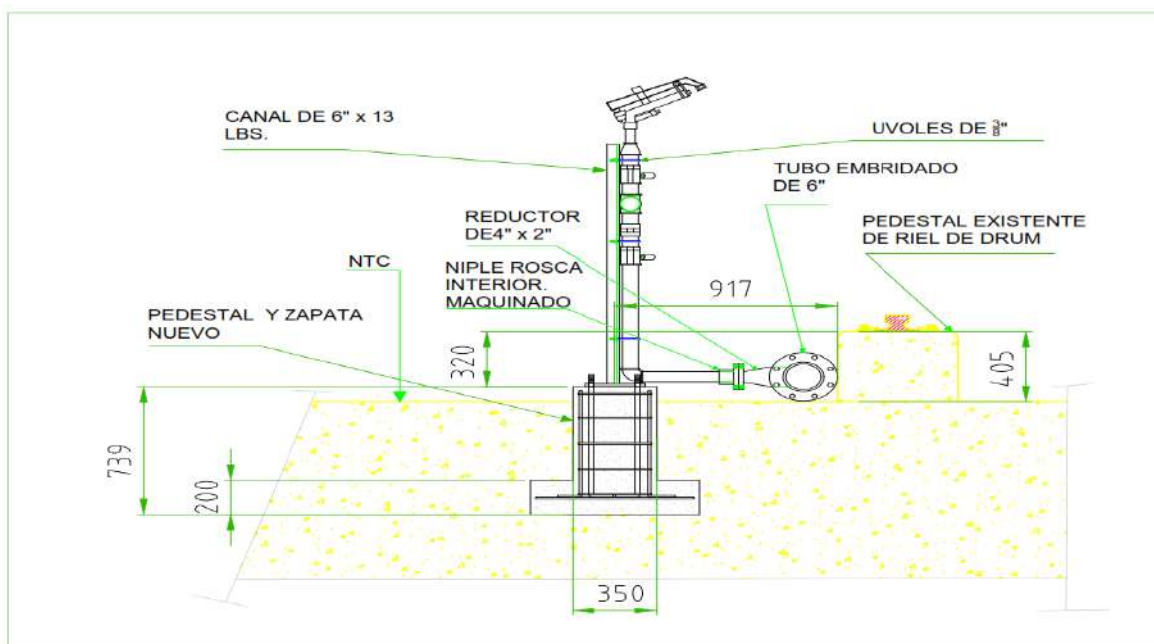 CANAL DE 6" x 13
LBS.
UVOLES DE 3/8"
TUBO EMBRIDADO
DE 6"
REDUCTOR
DE4" x 2"
PEDESTAL EXISTENTE
DE RIEL DE DRUM
NTC
NIPLE ROSCA
INTERIOR.
MAQUINADO
917
PEDESTAL Y ZAPATA
NUEVO
320
405
739
200
350